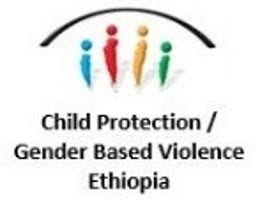 Child Protection /
Gender Based Violence
Ethiopia